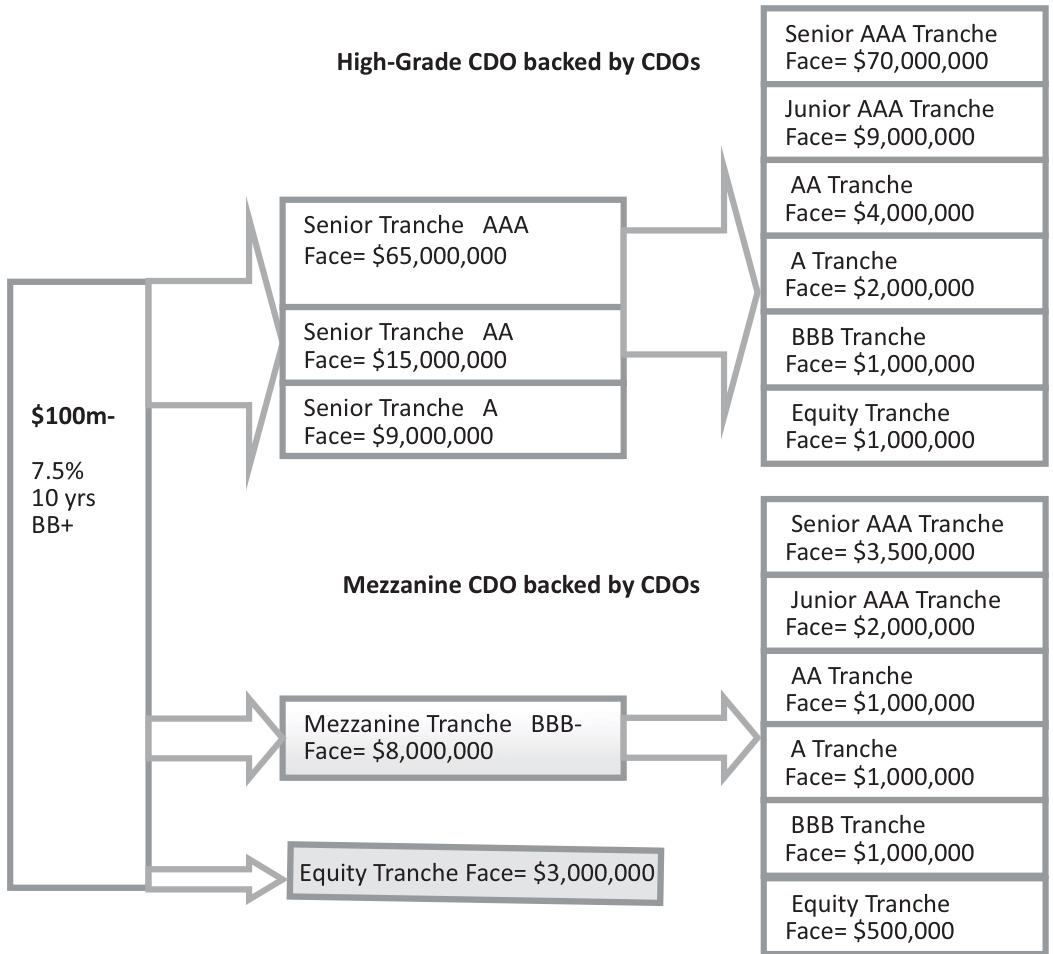 High-Grade CDO backed by CDOs
$100m-
7.5%
10 yrs
BB+
Senior Tranche AAA
Face= $65,000,000
Senior Tranche AA
Face= $15,000,000
Senior Tranche A
Face= $9,000,000
Senior AAA Tranche
Face= $70,000,000
Junior AAA Tranche
Face= $9,000,000
AA Tranche
Face= $4,000,000
A Tranche
Face= $2,000,000
BBB Tranche
Face= $1,000,000
Equity Tranche
Face= $1,000,000
Mezzanine CDO backed by CDOs
Mezzanine Tranche BBB-
Face= $8,000,000
Equity Tranche Face= $3,000,000
Senior AAA Tranche
Face= $3,500,000
Junior AAA Tranche
Face= $2,000,000
AA Tranche
Face= $1,000,000
A Tranche
Face= $1,000,000
BBB Tranche
Face= $1,000,000
Equity Tranche
Face= $500,000